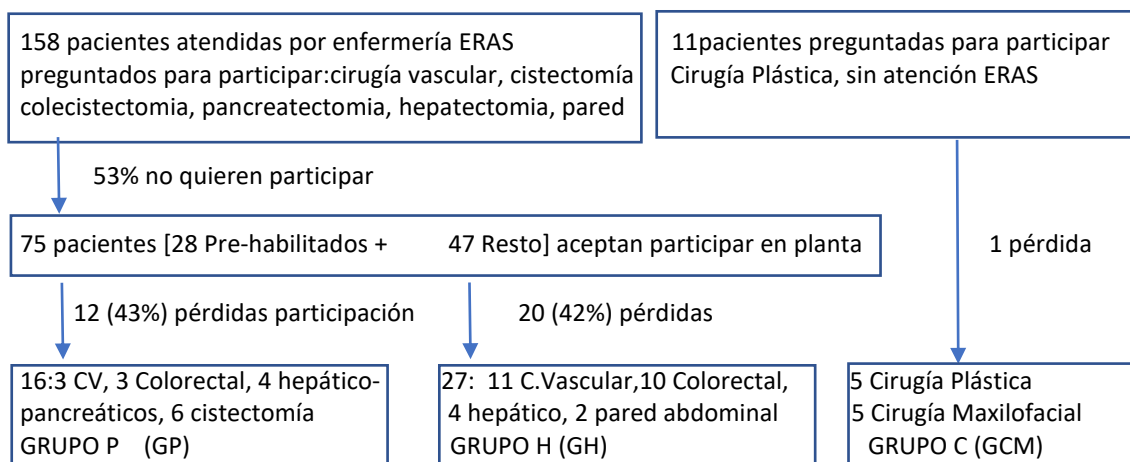 158 pacientes atendidas por enfermería ERAS
preguntados para participar:cirugía vascular, cistectomía
colecistectomia, pancreatectomia, hepatectomia, pared
11pacientes preguntadas para participar
Cirugía Plástica, sin atención ERAS
53% no quieren participar
75 pacientes [28 Pre-habilitados + 47 Resto] aceptan participar en planta
1 pérdida
12 (43%) pérdidas participación
20 (42%) pérdidas
16:3 CV, 3 Colorectal, 4 hepático-
pancreáticos, 6 cistectomía
GRUPO P (GP)
27: 11 C.Vascular,10 Colorectal,
4 hepático, 2 pared abdominal
GRUPO H (GH)
5 Cirugía Plástica
5 Cirugía Maxilofacial
GRUPO C (GCM)